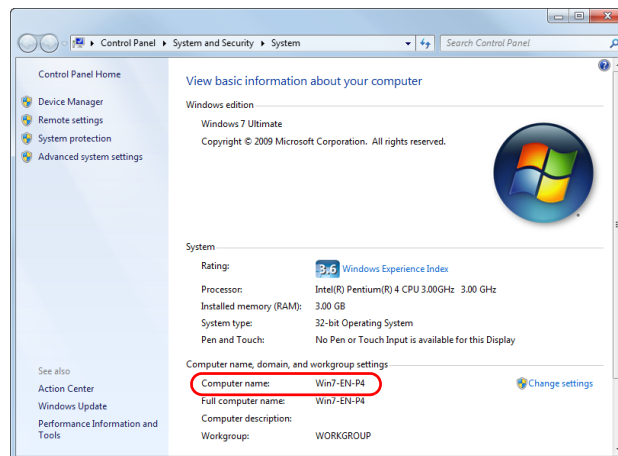 Control Panel ▸ System and Security ▸ System
Search Control Panel
Control Panel Home
Device Manager
Remote settings
System protection
Advanced system settings
See also
Action Center
Windows Update
Performance Information and
Tools
View basic information about your computer
Windows edition
Windows 7 Ultimate
Copyright © 2009 Microsoft Corporation. All rights reserved.
System
Rating: 3.6 Windows Experience Index
Processor: Intel(R) Pentium(R) 4 CPU 3.00GHz 3.00 GHz
Installed memory (RAM): 3.00 GB
System type: 32-bit Operating System
Pen and Touch: No Pen or Touch Input is available for this Display
Computer name, domain, and workgroup settings
Computer name: Win7-EN-P4 Change settings
Full computer name: Win7-EN-P4
Computer description:
Workgroup: WORKGROUP